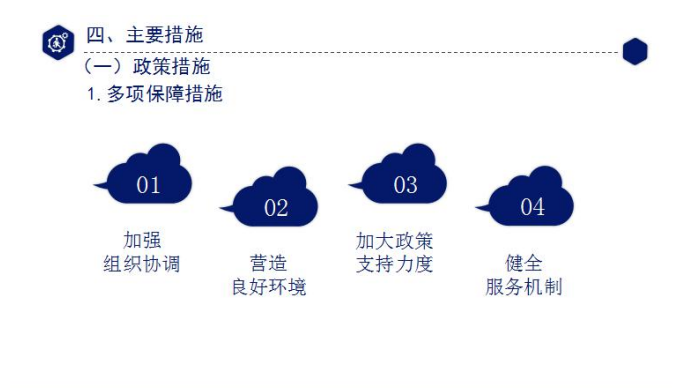 四、主要措施
（一）政策措施
1.多项保障措施
01
加强
组织协调
02
营造
良好环境
03
加大政策
支持力度
04
健全
服务机制